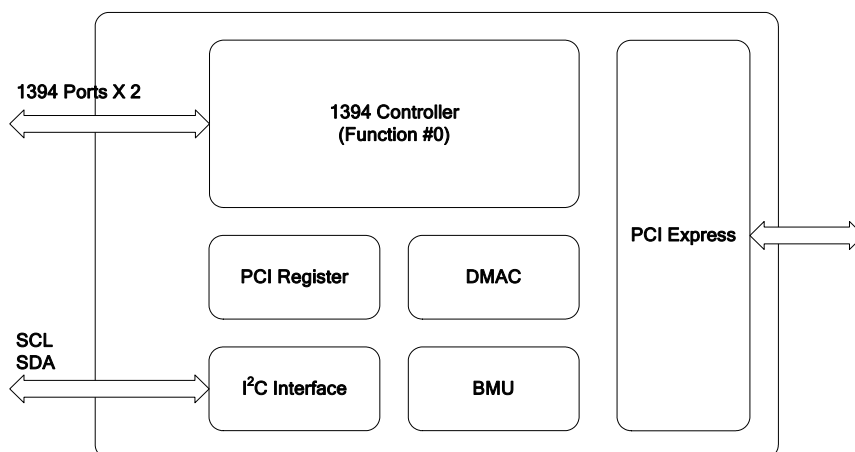 1394 Ports X 2
1394 Controller
(Function #0)
PCI Express
PCI Register
DMAC
SCL
SDA
I²C Interface
BMU